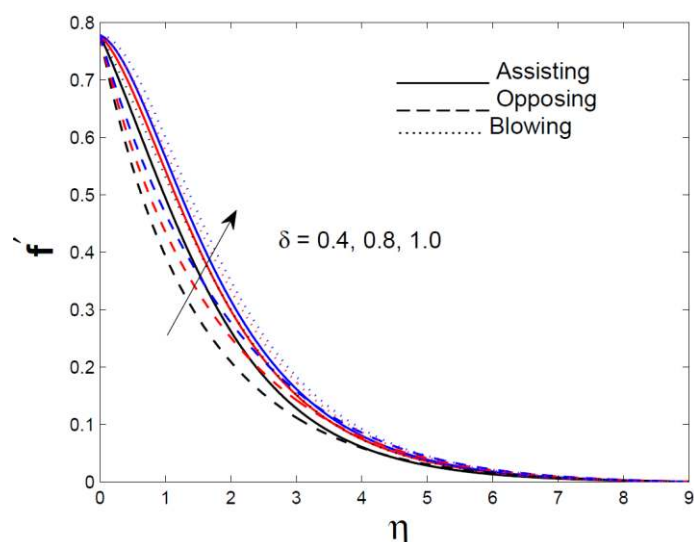 0.8
0.7
0.6
0.5
0.4
0.3
0.2
0.1
0
f′
Assisting
Opposing
Blowing
δ = 0.4, 0.8, 1.0
0 1 2 3 4 5 6 7 8 9
η